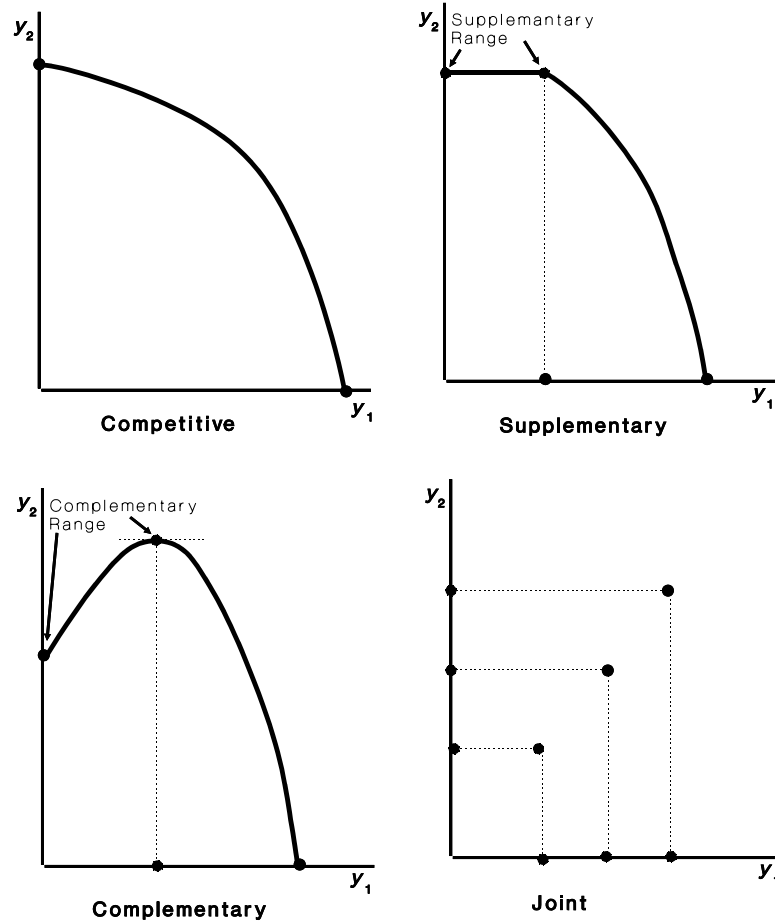 y2
y1
Competitive
y2
Supplemantary
Range
y1
Supplementary
y2
Complementary
Range
y1
Complementary
y2
y
Joint